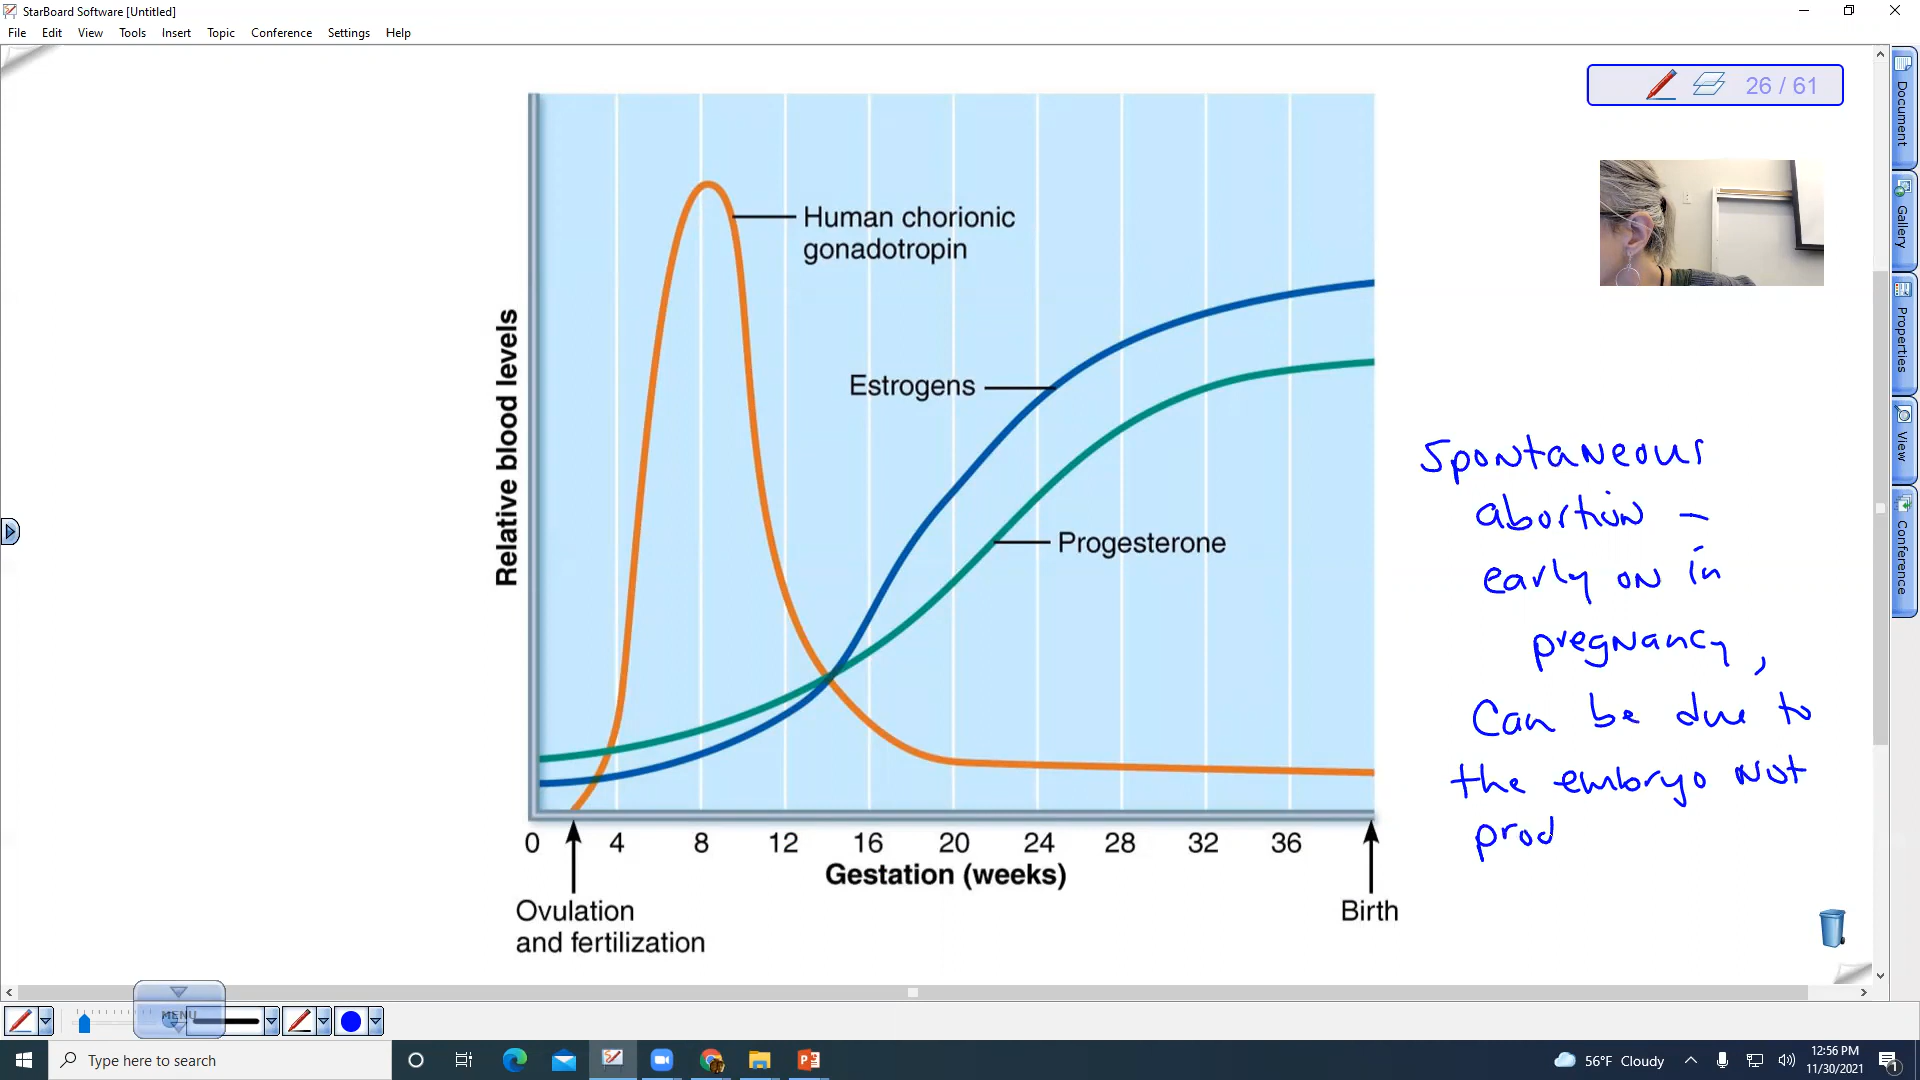 StarBoard Software [Untitled]
File Edit View Tools Insert Topic Conference Settings Help
26 / 61
Document
Gallery
Properties
View
Conference
Human chorionic
gonadotropin
Estrogens
Progesterone
Relative blood levels
0 4 8 12 16 20 24 28 32 36
Gestation (weeks)
Ovulation
and fertilization
Birth
Spontaneous
abortion –
early on in
pregnancy,
Can be due to
the embryo not
prod
MENU
Type here to search
56°F Cloudy
12:56 PM
11/30/2021
1